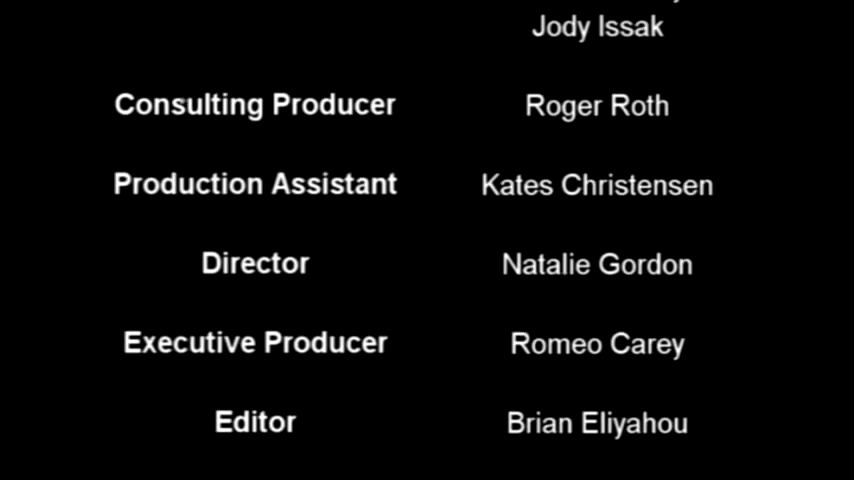 Jody Issak
Consulting Producer Roger Roth
Production Assistant Kates Christensen
Director Natalie Gordon
Executive Producer Romeo Carey
Editor Brian Eliyahou